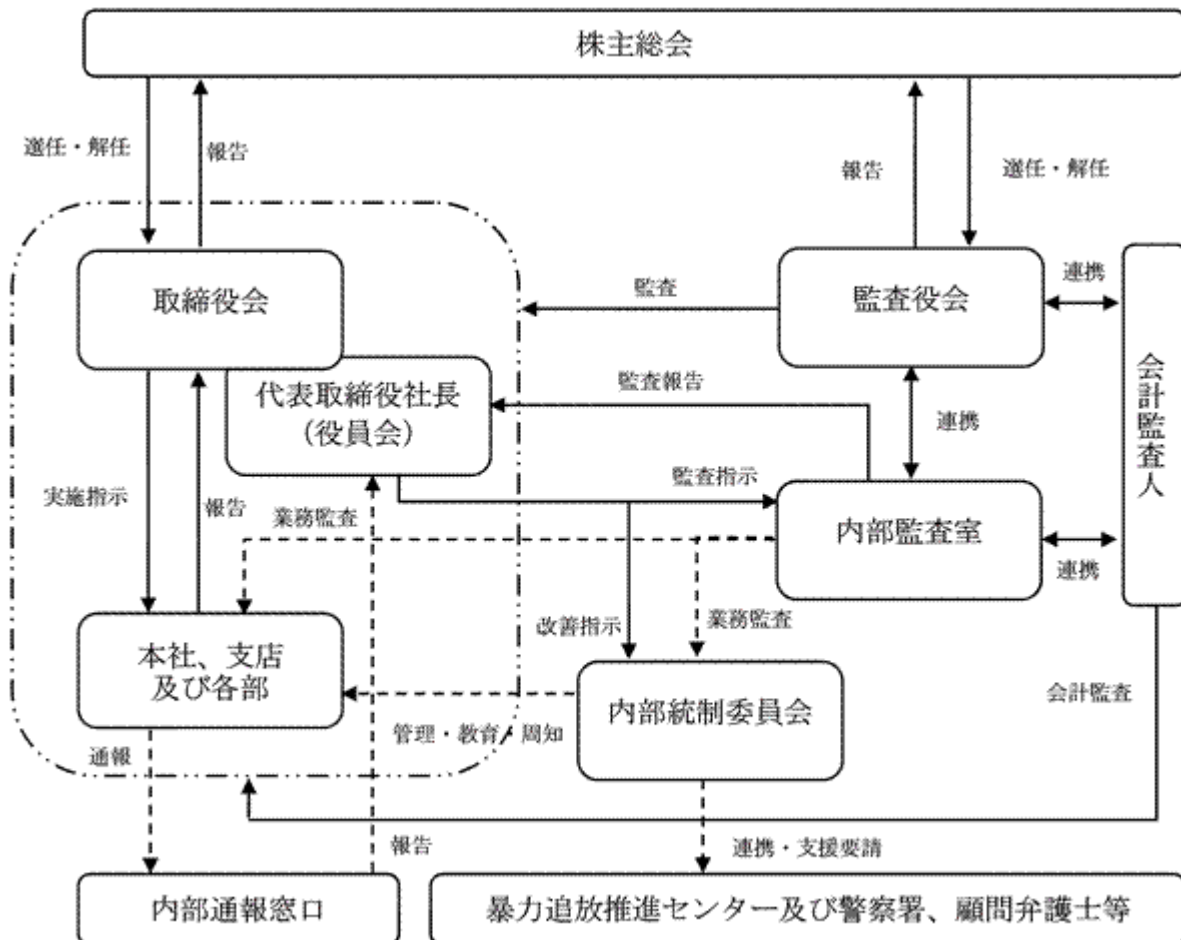 株主総会
選任・解任
報告
報告
選任・解任
取締役会
監査
監査役会
連携
会計監査人
代表取締役社長
（役員会）
監査報告
連携
実施指示
報告
業務監査
監査指示
内部監査室
連携
本社、支店
及び各部
改善指示
業務監査
内部統制委員会
会計監査
管理・教育・周知
通報
報告
連携・支援要請
内部通報窓口
暴力追放推進センター及び警察署、顧問弁護士等